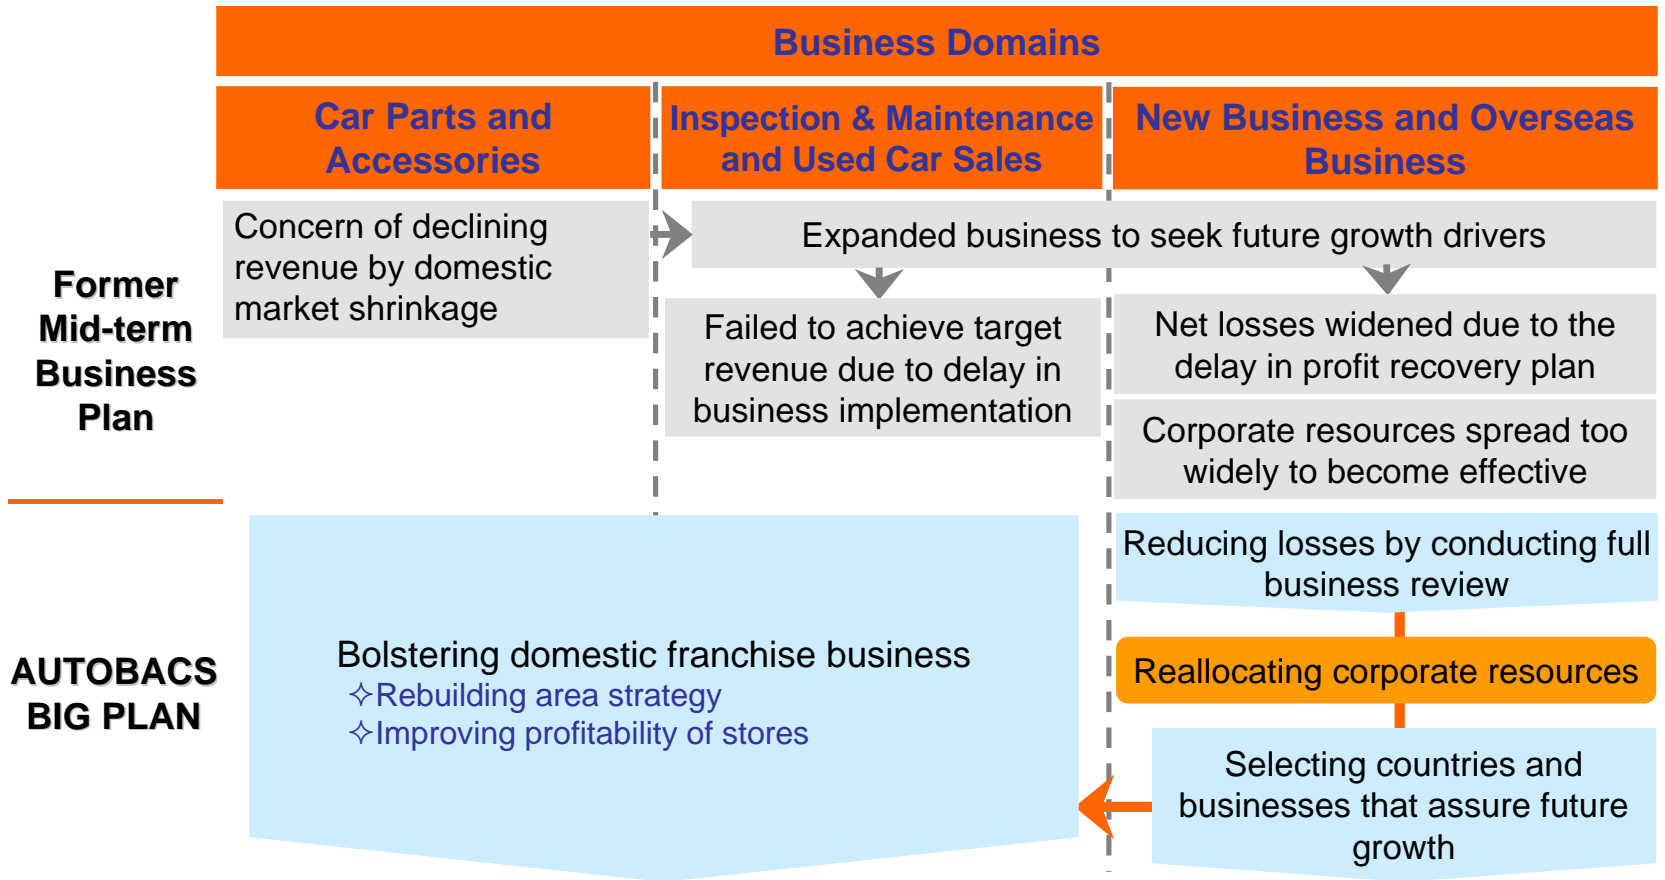 Business Domains
Car Parts and
Accessories
Inspection & Maintenance
and Used Car Sales
New Business and Overseas
Business
Former
Mid-term
Business
Plan
Concern of declining
revenue by domestic
market shrinkage
Expanded business to seek future growth drivers
Failed to achieve target
revenue due to delay in
business implementation
Net losses widened due to the
delay in profit recovery plan
Corporate resources spread too
widely to become effective
AUTOBACS
BIG PLAN
Bolstering domestic franchise business
✧Rebuilding area strategy
✧Improving profitability of stores
Reducing losses by conducting full
business review
Reallocating corporate resources
Selecting countries and
businesses that assure future
growth